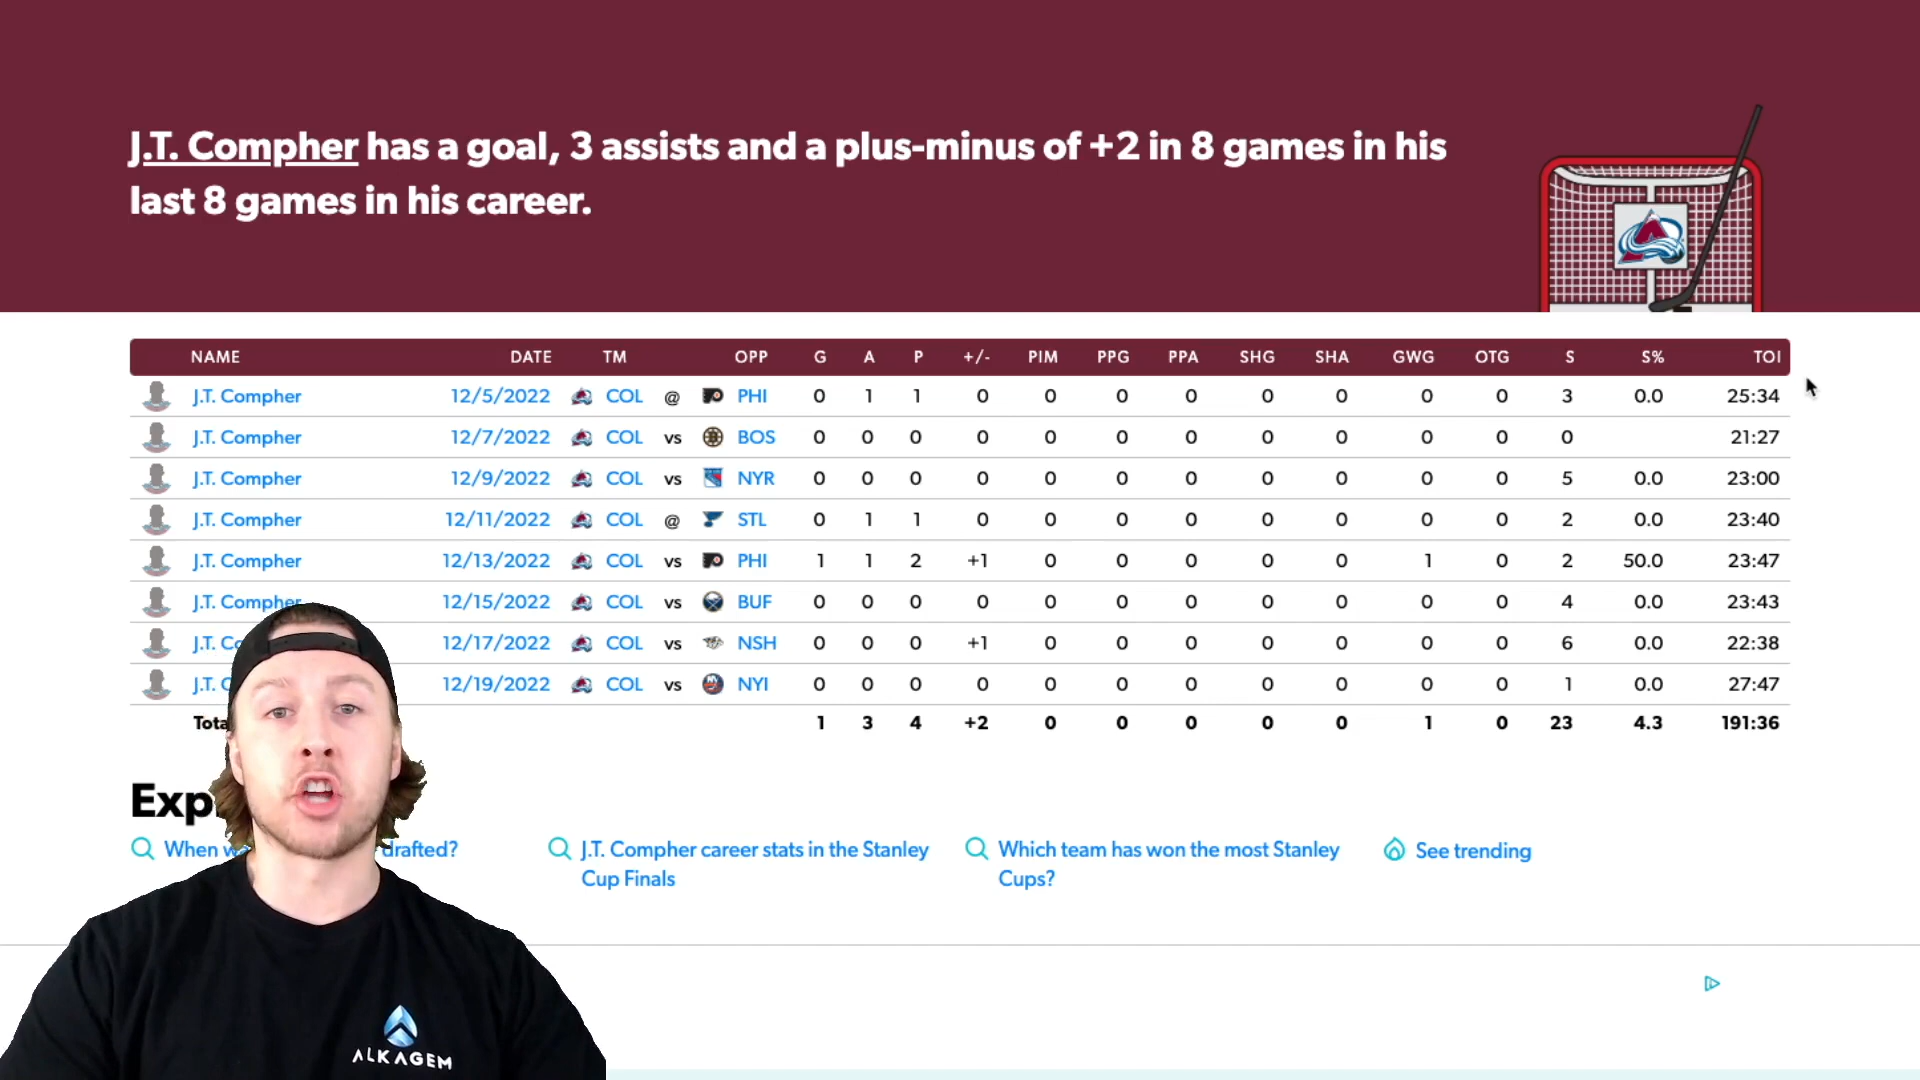 J.T. Compher has a goal, 3 assists and a plus-minus of +2 in 8 games in his
last 8 games in his career.
NAME DATE TM OPP G A P +/- PIM PPG PPA SHG SHA GWG OTG S S% TOI
J.T. Compher 12/5/2022 COL @ PHI 0 1 1 0 0 0 0 0 0 0 0 3 0.0 25:34
J.T. Compher 12/7/2022 COL vs BOS 0 0 0 0 0 0 0 0 0 0 0 0 21:27
J.T. Compher 12/9/2022 COL vs NYR 0 0 0 0 0 0 0 0 0 0 0 5 0.0 23:00
J.T. Compher 12/11/2022 COL @ STL 0 1 1 0 0 0 0 0 0 0 0 2 0.0 23:40
J.T. Compher 12/13/2022 COL vs PHI 1 1 2 +1 0 0 0 0 0 1 0 2 50.0 23:47
J.T. Compher 12/15/2022 COL vs BUF 0 0 0 0 0 0 0 0 0 0 0 4 0.0 23:43
J.T. 12/17/2022 COL vs NSH 0 0 0 +1 0 0 0 0 0 0 0 6 0.0 22:38
J.T. 12/19/2022 COL vs NYI 0 0 0 0 0 0 0 0 0 0 0 1 0.0 27:47
1 3 4 +2 0 0 0 0 0 1 0 23 4.3 191:36
When drafted? J.T. Compher career stats in the Stanley Which team has won the most Stanley See trending
Cup Finals Cups?
ALKAGEM